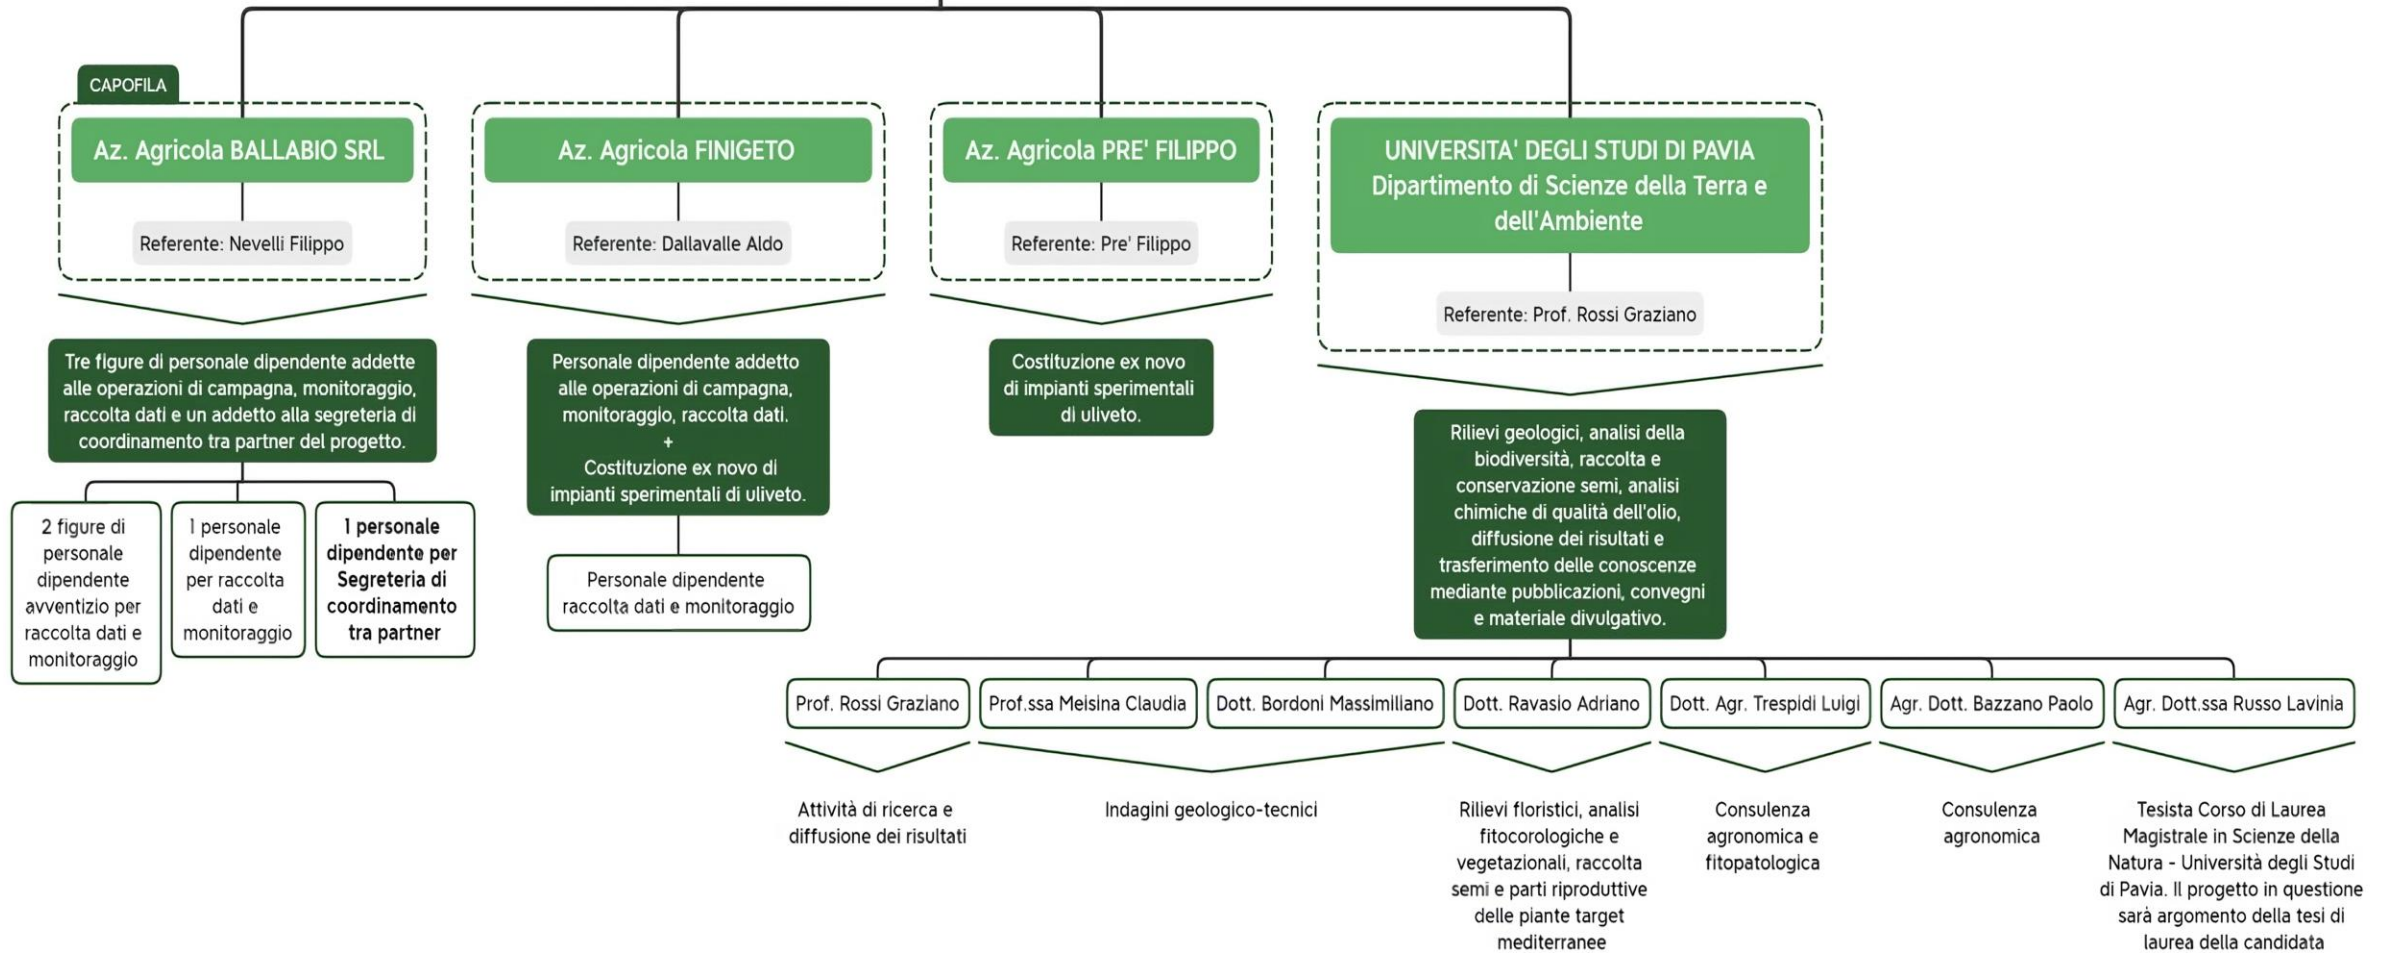 CAPOFILA
Az. Agricola BALLABIO SRL
Referente: Nevelli Filippo
Tre figure di personale dipendente addette
alle operazioni di campagna, monitoraggio,
raccolta dati e un addetto alla segreteria di
coordinamento tra partner del progetto.
2 figure di
personale
dipendente
avventizio per
raccolta dati e
monitoraggio
1 personale
dipendente
per raccolta
dati e
monitoraggio
1 personale
dipendente per
Segreteria di
coordinamento
tra partner
Az. Agricola FINIGETO
Referente: Dallavalle Aldo
Personale dipendente addetto
alle operazioni di campagna,
monitoraggio, raccolta dati.
+
Costituzione ex novo di
impianti sperimentali di uliveto.
Personale dipendente
raccolta dati e monitoraggio
Az. Agricola PRE' FILIPPO
Referente: Pre' Filippo
Costituzione ex novo
di impianti sperimentali
di uliveto.
UNIVERSITA' DEGLI STUDI DI PAVIA
Dipartimento di Scienze della Terra e
dell'Ambiente
Referente: Prof. Rossi Graziano
Rilievi geologici, analisi della
biodiversità, raccolta e
conservazione semi, analisi
chimiche di qualità dell'olio,
diffusione dei risultati e
trasferimento delle conoscenze
mediante pubblicazioni, convegni
e materiale divulgativo.
Prof. Rossi Graziano
Attività di ricerca e
diffusione dei risultati
Prof.ssa Meisina Claudia
Dott. Bordoni Massimiliano
Indagini geologico-tecnici
Dott. Ravasio Adriano
Rilievi floristici, analisi
fitocorologiche e
vegetazionali, raccolta
semi e parti riproduttive
delle piante target
mediterranee
Dott. Agr. Trespidi Luigi
Consulenza
agronomica e
fitopatologica
Agr. Dott. Bazzano Paolo
Consulenza
agronomica
Agr. Dott.ssa Russo Lavinia
Tesista Corso di Laurea
Magistrale in Scienze della
Natura - Università degli Studi
di Pavia. Il progetto in questione
sarà argomento della tesi di
laurea della candidata